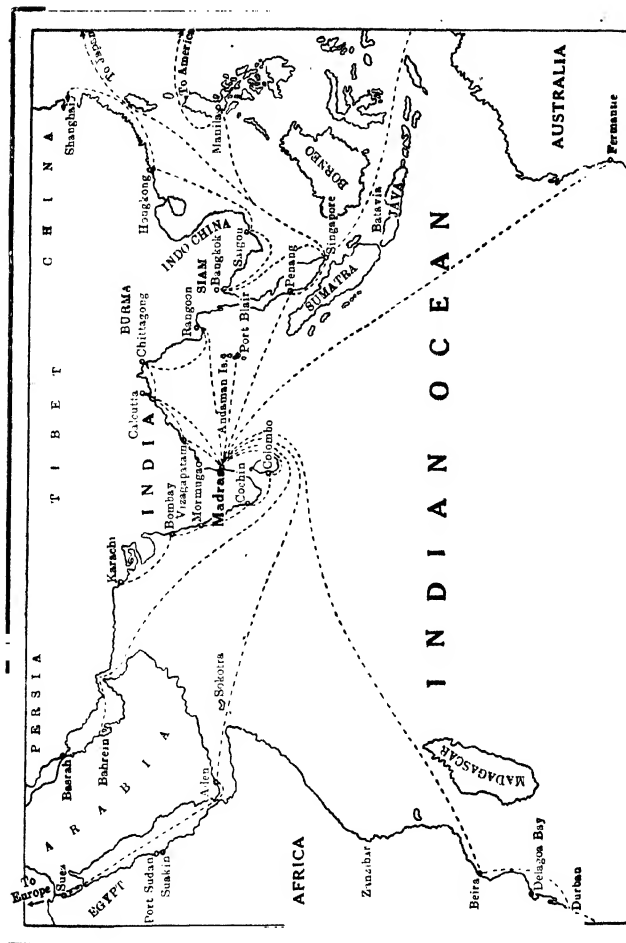 To
Europe
Suez
EGYPT
Port Sudan
Suakin
ARABIA
PERSIA
Basrah
Bahrein
Aden
Sokotra
AFRICA
Zanzibar
Beira
Delagoa Bay
Durban
MADAGASCAR
Karachi
Bombay
INDIA
Vizagapatam
Mormugao
Madras
Cochin
Colombo
Calcutta
TIBET
BURMA
Chittagong
Rangoon
Andaman Is.
Port Blair
CHINA
SIAM
Bangkok
INDO CHINA
Saigon
Penang
Singapore
SUMATRA
Batavia
JAVA
BORNEO
Manila
Hongkong
Shanghai
To Japan
To America
INDIAN OCEAN
AUSTRALIA
Fermantle